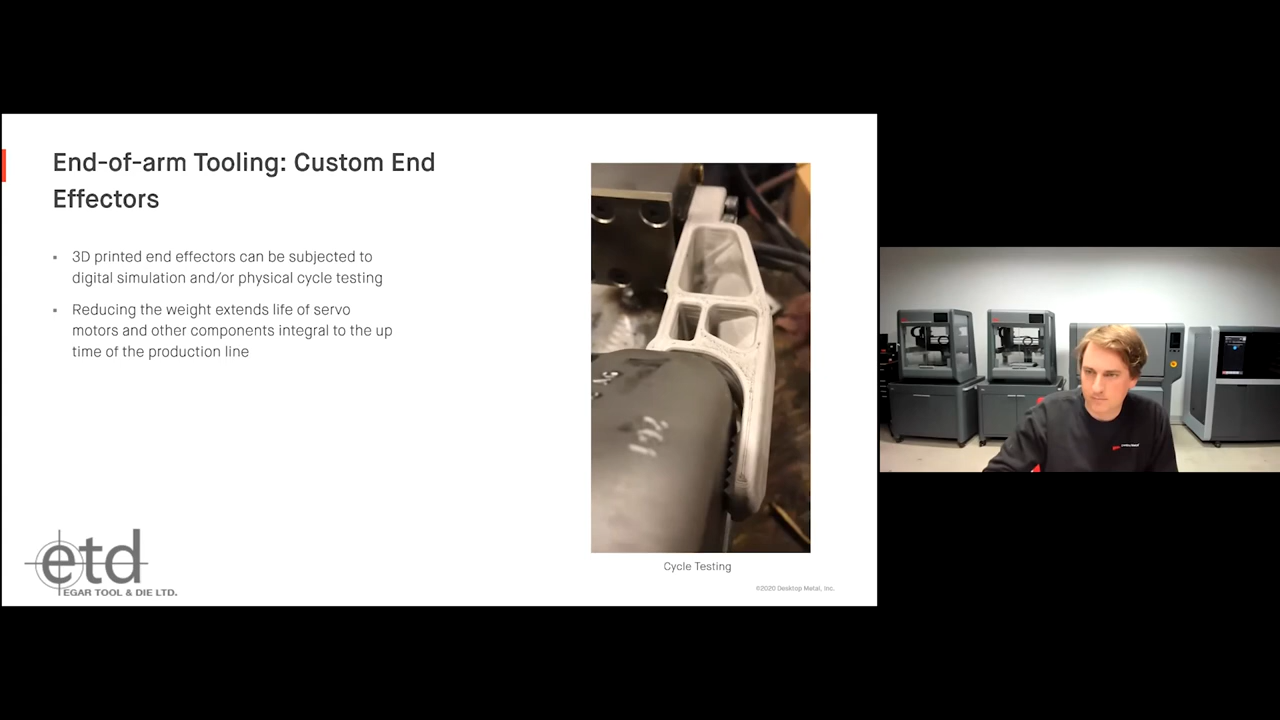 End-of-arm Tooling: Custom End
Effectors
3D printed end effectors can be subjected to
digital simulation and/or physical cycle testing
Reducing the weight extends life of servo
motors and other components integral to the up
time of the production line
Cycle Testing
etd
EGAR TOOL & DIE LTD.
©2020 Desktop Metal, Inc.